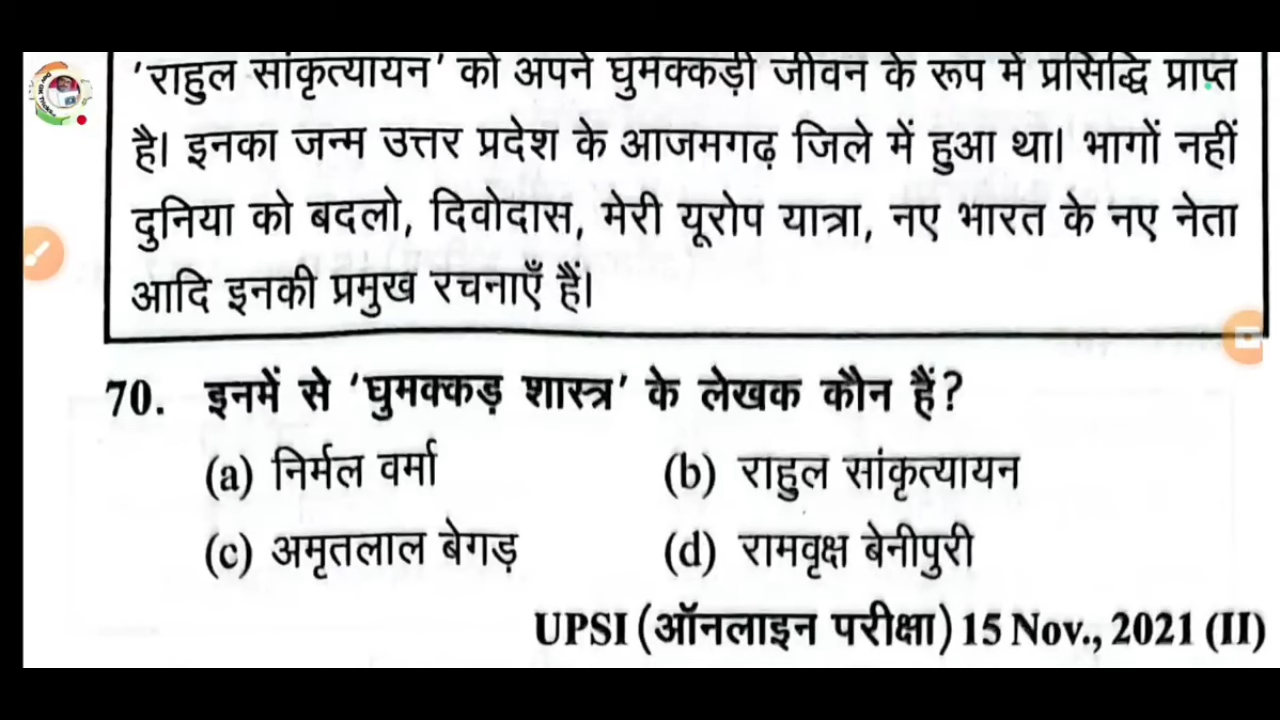 'राहुल सांकृत्यायन' को अपने घुमक्कड़ी जीवन के रूप में प्रसिद्धि प्राप्त
है। इनका जन्म उत्तर प्रदेश के आजमगढ़ जिले में हुआ था। भागों नहीं
दुनिया को बदलो, दिवोदास, मेरी यूरोप यात्रा, नए भारत के नए नेता
आदि इनकी प्रमुख रचनाएँ हैं।
70. इनमें से 'घुमक्कड़ शास्त्र' के लेखक कौन हैं?
(a) निर्मल वर्मा (b) राहुल सांकृत्यायन
(c) अमृतलाल बेगड़ (d) रामवृक्ष बेनीपुरी
UPSI (ऑनलाइन परीक्षा) 15 Nov., 2021 (II)